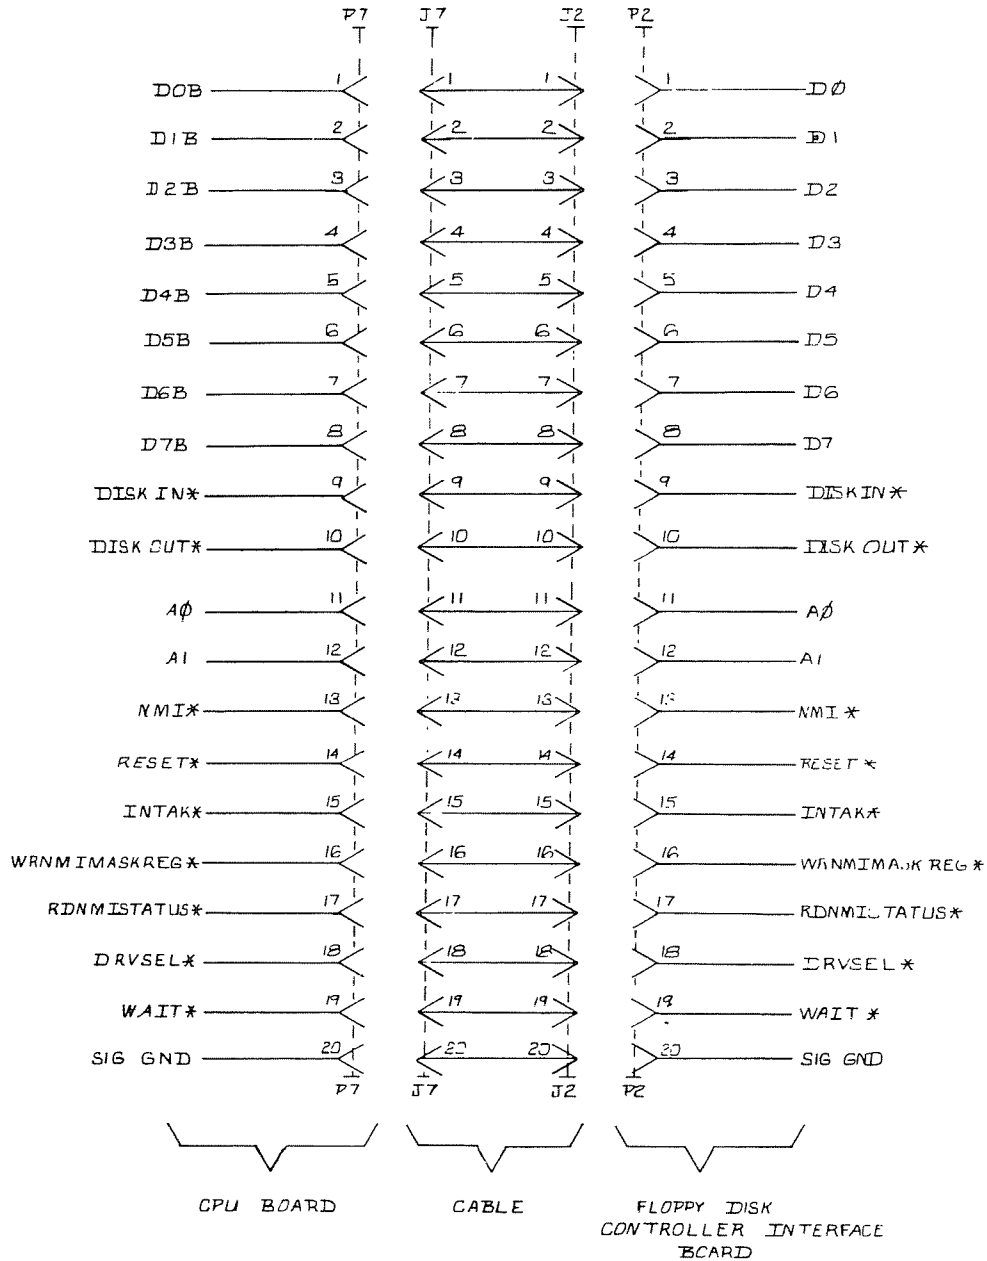 P7 J7 J2 P2
D0B 1 1 1 1 DØ
D1B 2 2 2 2 D1
D2B 3 3 3 3 D2
D3B 4 4 4 4 D3
D4B 5 5 5 5 D4
D5B 6 6 6 6 D5
D6B 7 7 7 7 D6
D7B 8 8 8 8 D7
DISK IN* 9 9 9 9 DISK IN*
DISK OUT* 10 10 10 10 DISK OUT*
AØ 11 11 11 11 AØ
A1 12 12 12 12 A1
NMI* 13 13 13 13 NMI*
RESET* 14 14 14 14 RESET*
INTAK* 15 15 15 15 INTAK*
WRNMIMASKREG* 16 16 16 16 WRNMIMASKREG*
RDNMISTATUS* 17 17 17 17 RDNMISTATUS*
DRVSEL* 18 18 18 18 DRVSEL*
WAIT* 19 19 19 19 WAIT*
SIG GND 20 20 20 20 SIG GND
P7 J7 J2 P2
CPU BOARD
CABLE
FLOPPY DISK
CONTROLLER INTERFACE
BOARD